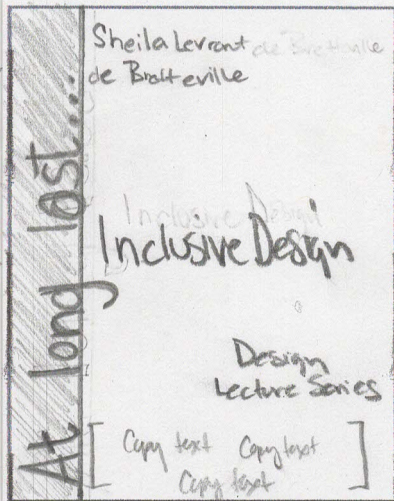 At long last...
Sheila Levrant de Bretteville
de Bretteville
Inclusive Design
Inclusive Design
Design
Lecture Series
Copy text Copy text
Copy text